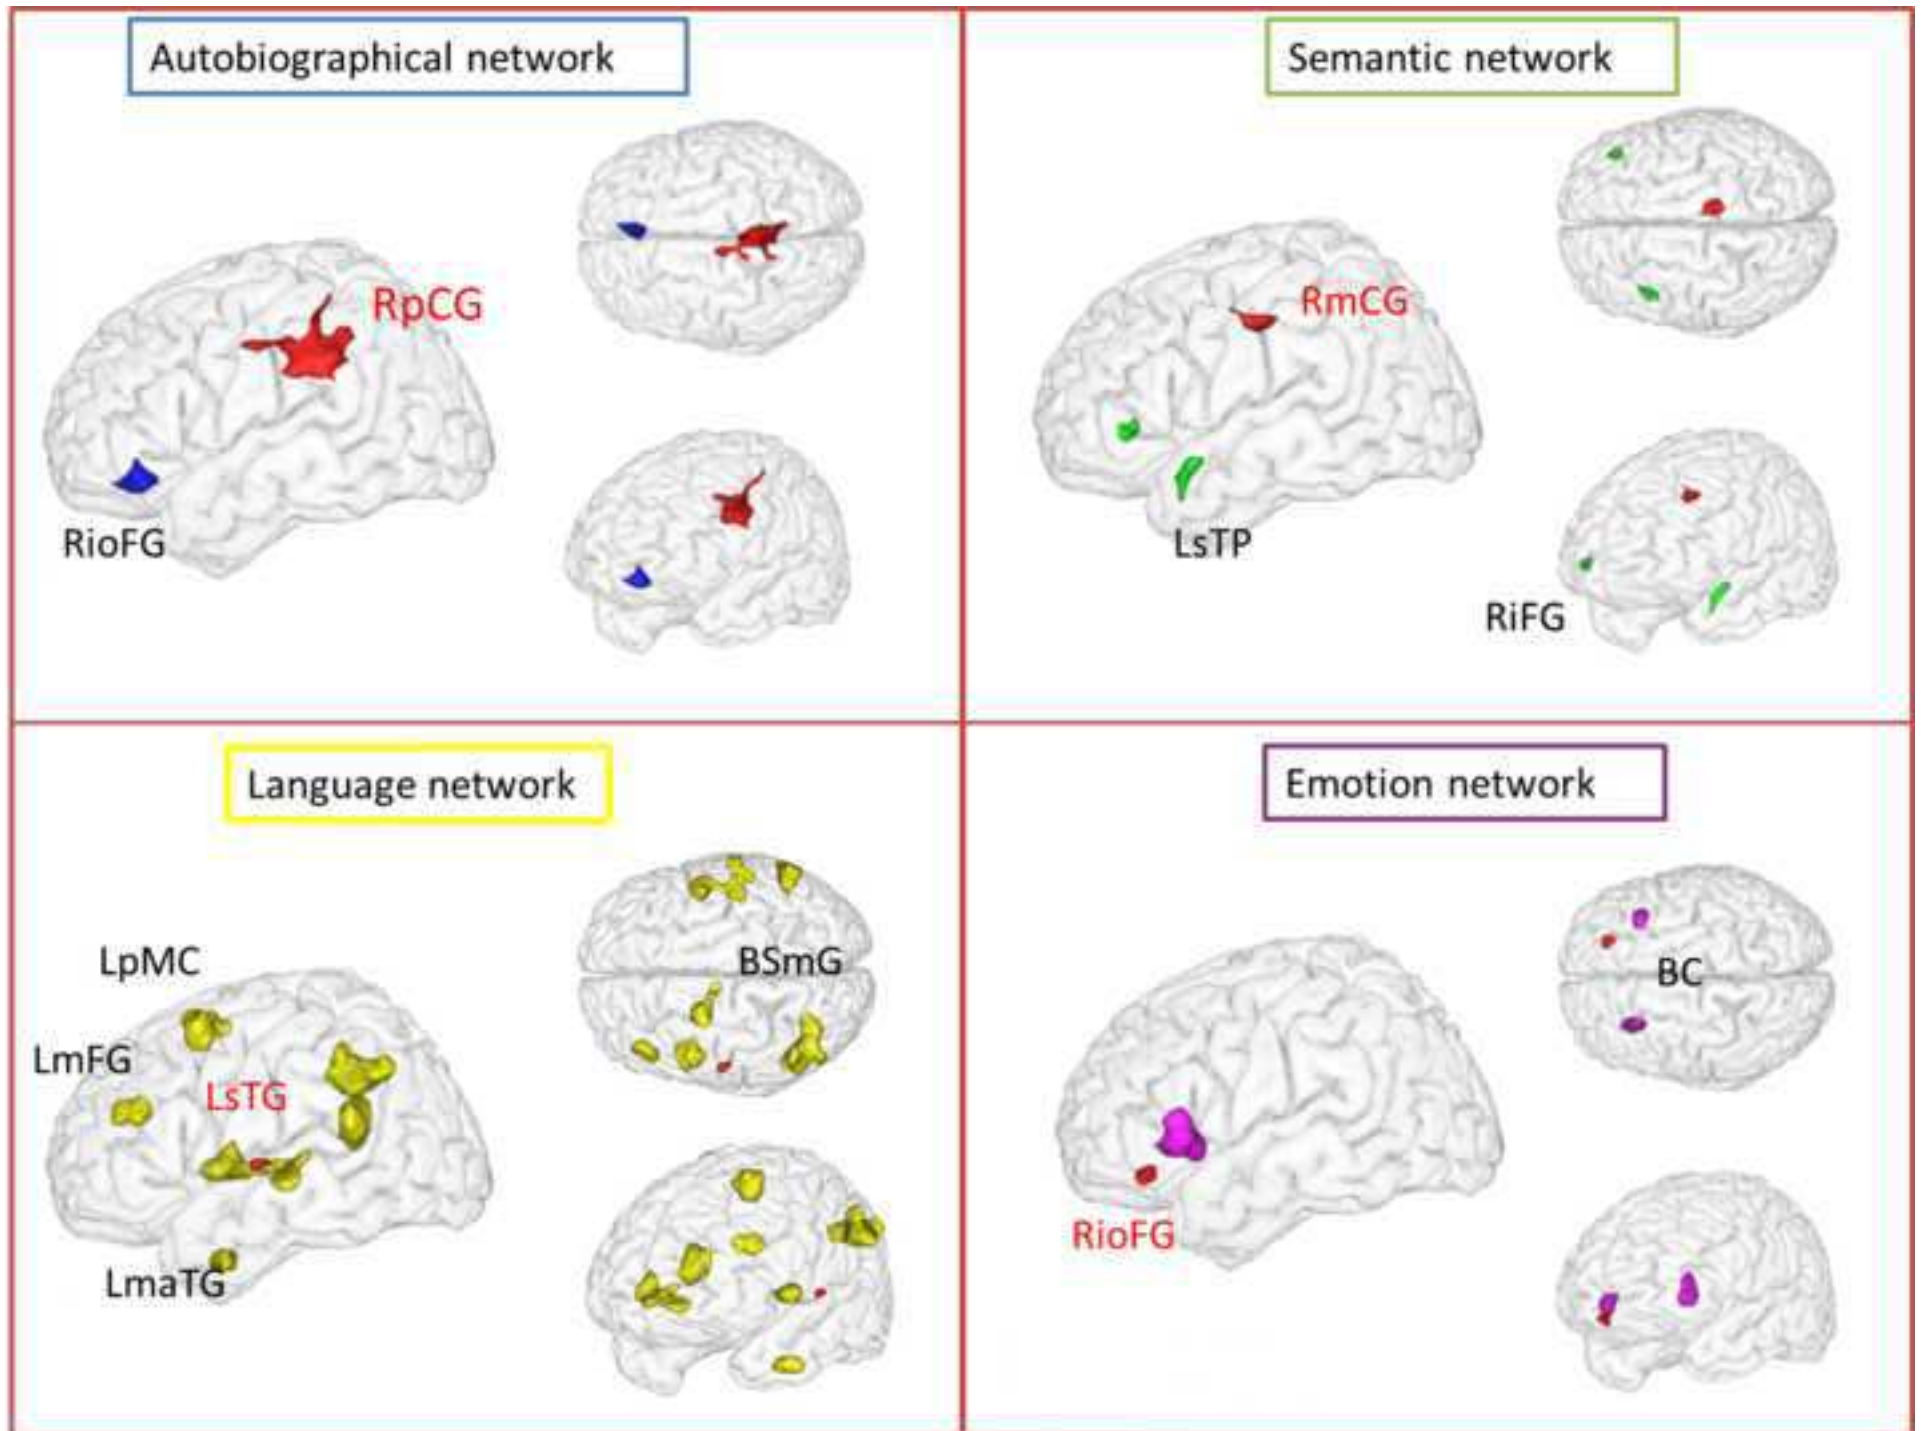 Autobiographical network
RpCG
RioFG
Semantic network
RmCG
LsTP
RiFG
Language network
LpMC
BSmG
LmFG
LsTG
LmaTG
Emotion network
BC
RioFG